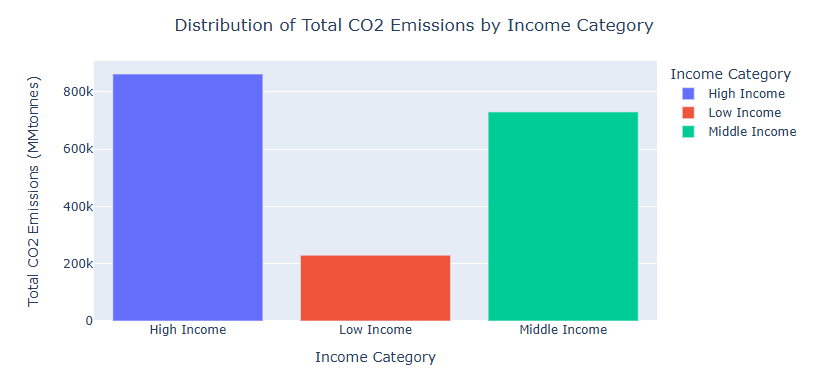 Distribution of Total CO2 Emissions by Income Category
Total CO2 Emissions (MMtonnes)
800k
600k
400k
200k
0
High Income
Low Income
Middle Income
Income Category
Income Category
High Income
Low Income
Middle Income